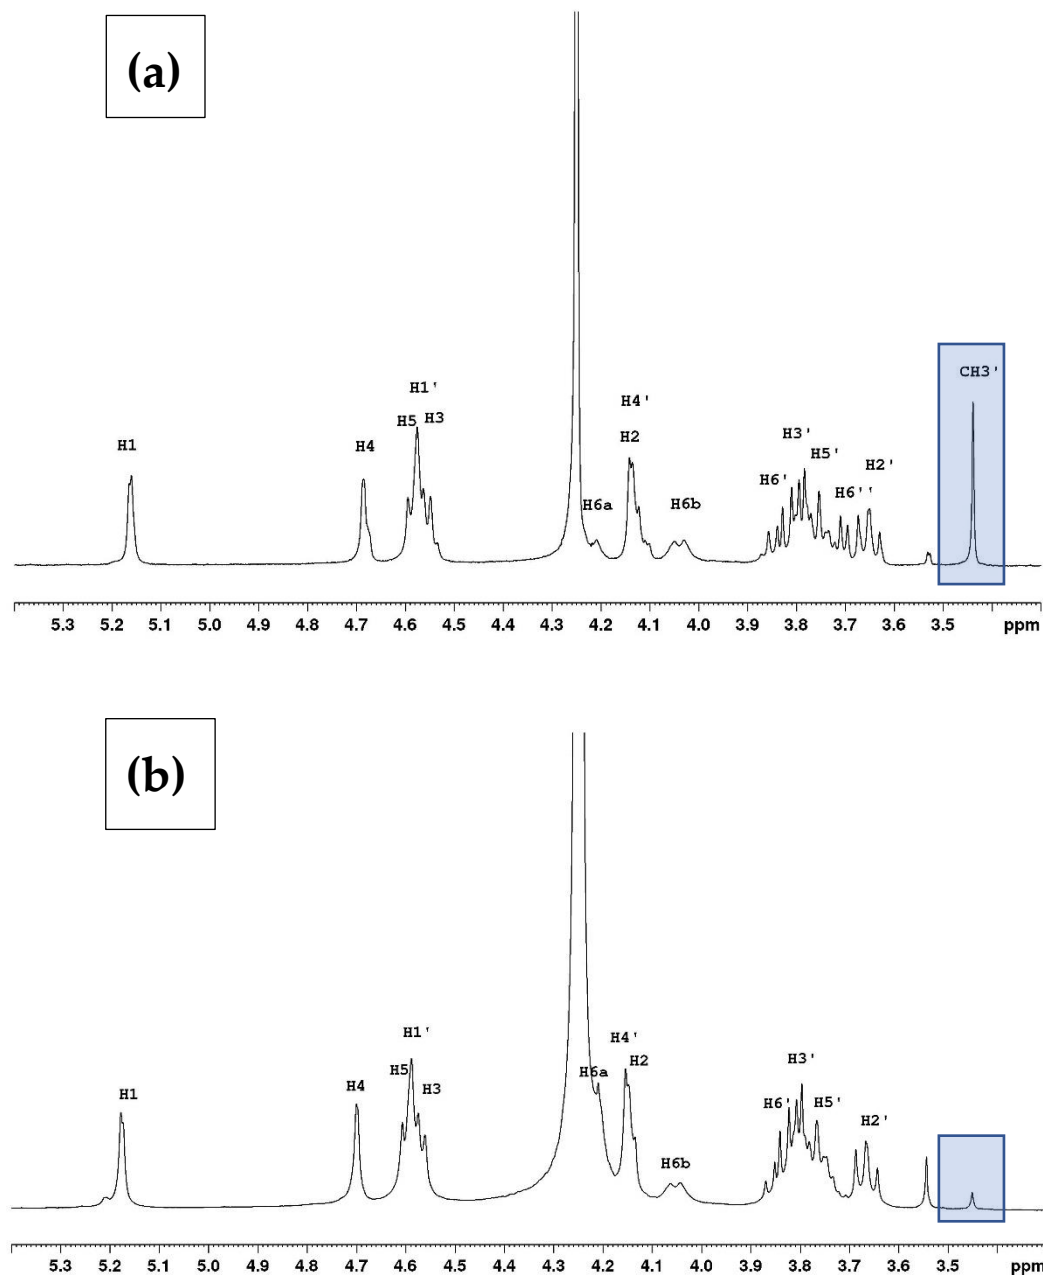 (a)
CH3'
H1'
H4'
H5 H3
H3'
H1
H4
H2
H5'
H2'
H6a
H6b
H6'
H6''
5.3 5.2 5.1 5.0 4.9 4.8 4.7 4.6 4.5 4.4 4.3 4.2 4.1 4.0 3.9 3.8 3.7 3.6 3.5 ppm
(b)
H1'
H4'
H3'
H5
H3
H6a
H2
H1
H4
H6'
H5'
H2'
H6b
5.3 5.2 5.1 5.0 4.9 4.8 4.7 4.6 4.5 4.4 4.3 4.2 4.1 4.0 3.9 3.8 3.7 3.6 3.5 ppm